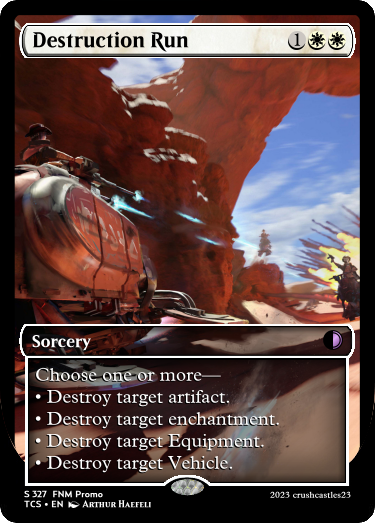 Destruction Run 1
Sorcery
Choose one or more—
• Destroy target artifact.
• Destroy target enchantment.
• Destroy target Equipment.
• Destroy target Vehicle.
S 327 FNM Promo
TCS • EN Arthur Haefeli
2023 crushcastles23